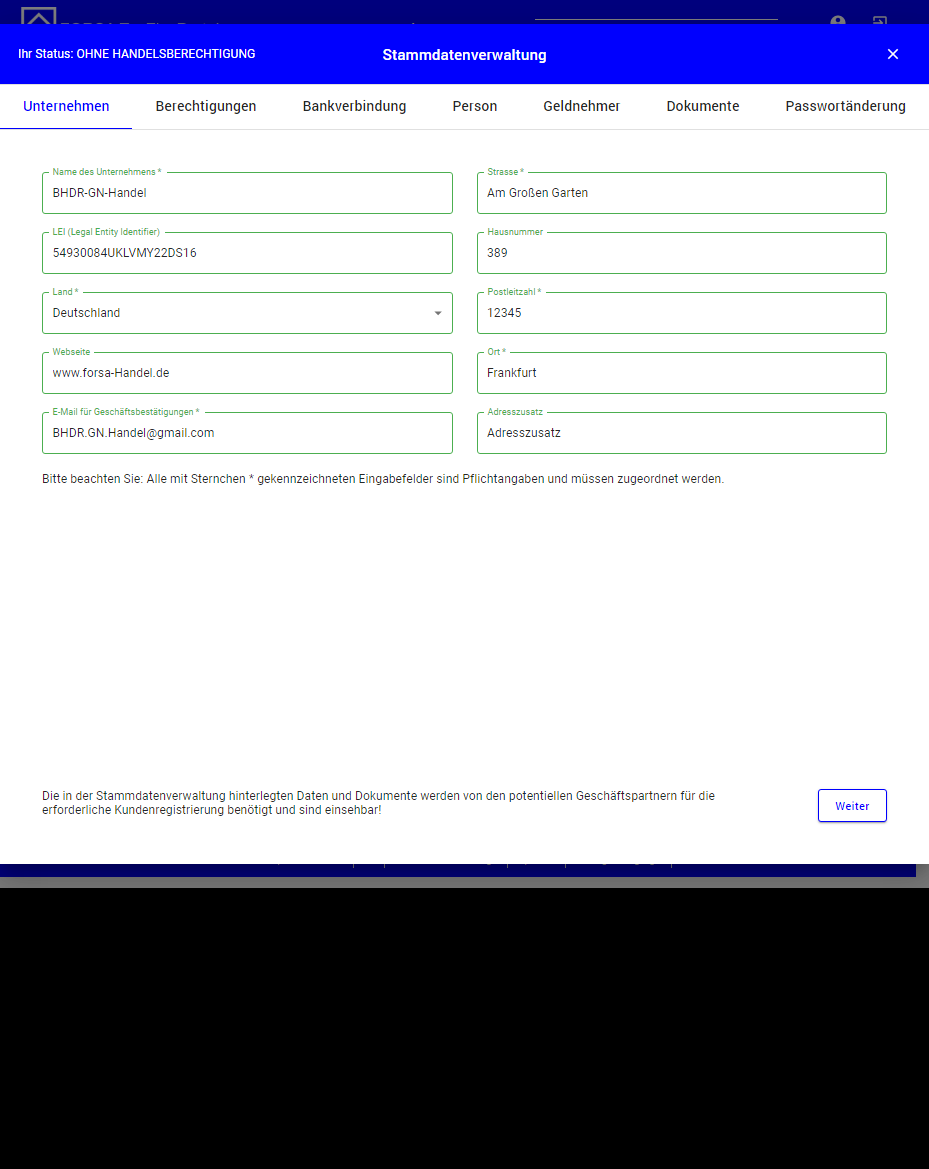 Ihr Status: OHNE HANDELSBERECHTIGUNG
Stammdatenverwaltung
Unternehmen Berechtigungen Bankverbindung Person Geldnehmer Dokumente Passwortänderung
Name des Unternehmens *
BHDR-GN-Handel
Strasse *
Am Großen Garten
LEI (Legal Entity Identifier)
54930084UKLVMY22DS16
Hausnummer
389
Land *
Deutschland
Postleitzahl *
12345
Webseite
www.forsa-Handel.de
Ort *
Frankfurt
E-Mail für Geschäftsbestätigungen *
BHDR.GN.Handel@gmail.com
Adresszusatz
Adresszusatz
Bitte beachten Sie: Alle mit Sternchen * gekennzeichneten Eingabefelder sind Pflichtangaben und müssen zugeordnet werden.
Die in der Stammdatenverwaltung hinterlegten Daten und Dokumente werden von den potentiellen Geschäftspartnern für die
erforderliche Kundenregistrierung benötigt und sind einsehbar!
Weiter